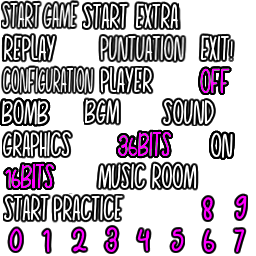 START GAME START EXTRA
REPLAY PUNTUATION EXIT!
CONFIGURATION PLAYER OFF
BOMB BGM SOUND
GRAPHICS 36BITS ON
16BITS MUSIC ROOM
START PRACTICE 8 9
0 1 2 3 4 5 6 7